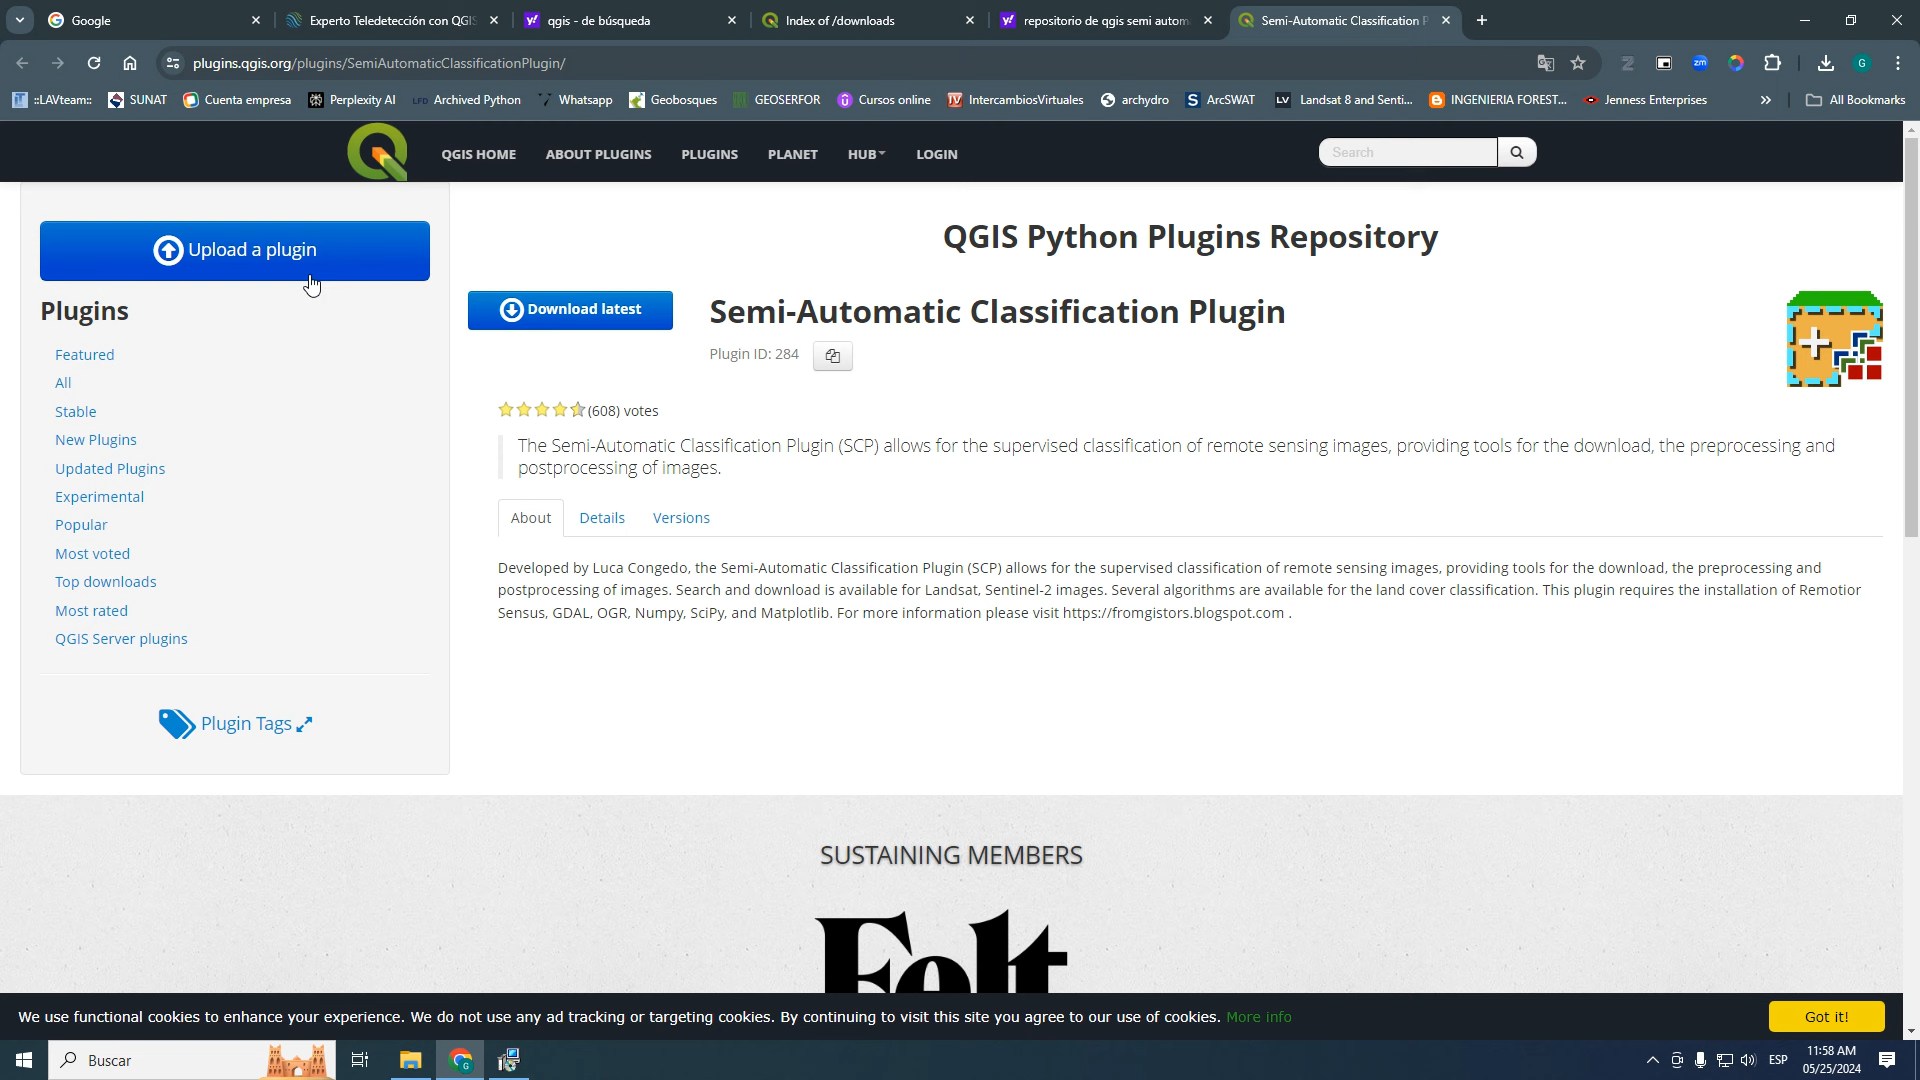 Google
Experto Teledetección con QGIS
qgis - de búsqueda
Index of /downloads
repositorio de qgis semi autom
Semi-Automatic Classification P
plugins.qgis.org/plugins/SemiAutomaticClassificationPlugin/
G
::LAVteam::
SUNAT
Cuenta empresa
Perplexity AI
LFD Archived Python
Whatsapp
Geobosques
GEOSERFOR
Cursos online
IntercambiosVirtuales
archydro
ArcSWAT
LV Landsat 8 and Senti...
INGENIERIA FOREST...
Jenness Enterprises
All Bookmarks
QGIS HOME
ABOUT PLUGINS
PLUGINS
PLANET
HUB
LOGIN
Search
Upload a plugin
Plugins
Featured
All
Stable
New Plugins
Updated Plugins
Experimental
Popular
Most voted
Top downloads
Most rated
QGIS Server plugins
Plugin Tags
QGIS Python Plugins Repository
Download latest
Semi-Automatic Classification Plugin
Plugin ID: 284
(608) votes
The Semi-Automatic Classification Plugin (SCP) allows for the supervised classification of remote sensing images, providing tools for the download, the preprocessing and
postprocessing of images.
About
Details
Versions
Developed by Luca Congedo, the Semi-Automatic Classification Plugin (SCP) allows for the supervised classification of remote sensing images, providing tools for the download, the preprocessing and
postprocessing of images. Search and download is available for Landsat, Sentinel-2 images. Several algorithms are available for the land cover classification. This plugin requires the installation of Remotior
Sensus, GDAL, OGR, Numpy, SciPy, and Matplotlib. For more information please visit https://fromgistors.blogspot.com .
SUSTAINING MEMBERS
Felt
We use functional cookies to enhance your experience. We do not use any ad tracking or targeting cookies. By continuing to visit this site you agree to our use of cookies. More info
Got it!
Buscar
ESP
11:58 AM
05/25/2024